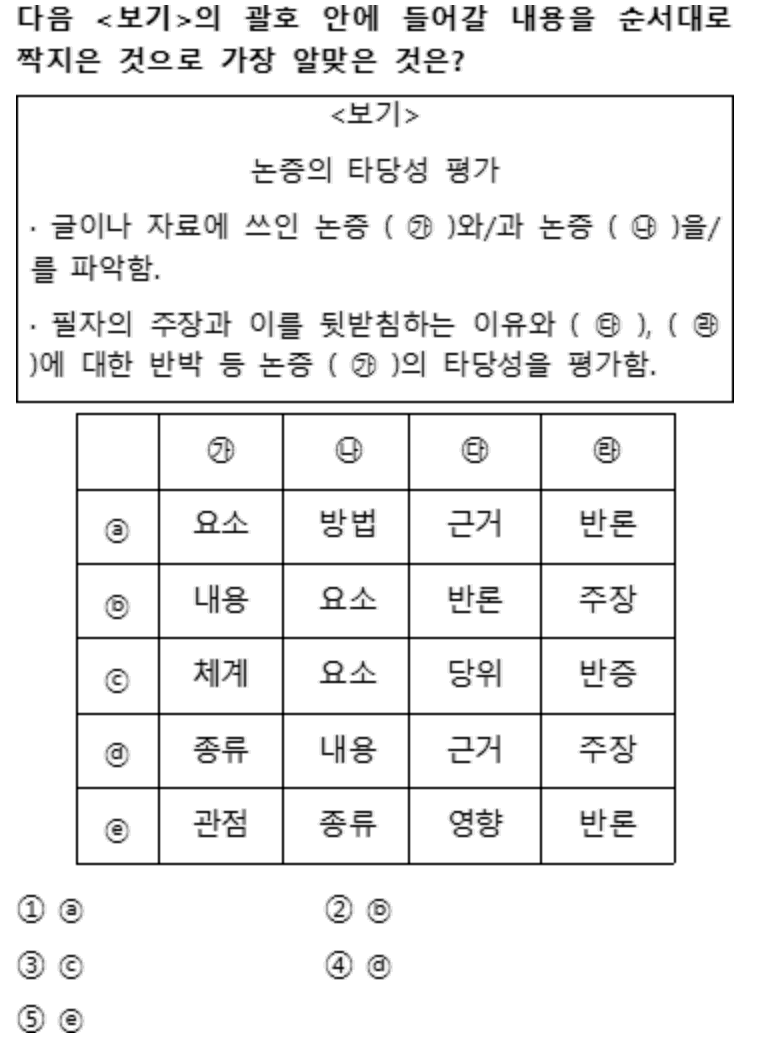 다음 <보기>의 괄호 안에 들어갈 내용을 순서대로
짝지은 것으로 가장 알맞은 것은?
<보기>
논증의 타당성 평가
· 글이나 자료에 쓰인 논증 ( ㉮ )와/과 논증 ( ㉯ )을/
를 파악함.
· 필자의 주장과 이를 뒷받침하는 이유와 ( ㉰ ), ( ㉱
)에 대한 반박 등 논증 ( ㉮ )의 타당성을 평가함.
㉮ ㉯ ㉰ ㉱
ⓐ 요소 방법 근거 반론
ⓑ 내용 요소 반론 주장
ⓒ 체계 요소 당위 반증
ⓓ 종류 내용 근거 주장
ⓔ 관점 종류 영향 반론
① ⓐ ② ⓑ
③ ⓒ ④ ⓓ
⑤ ⓔ